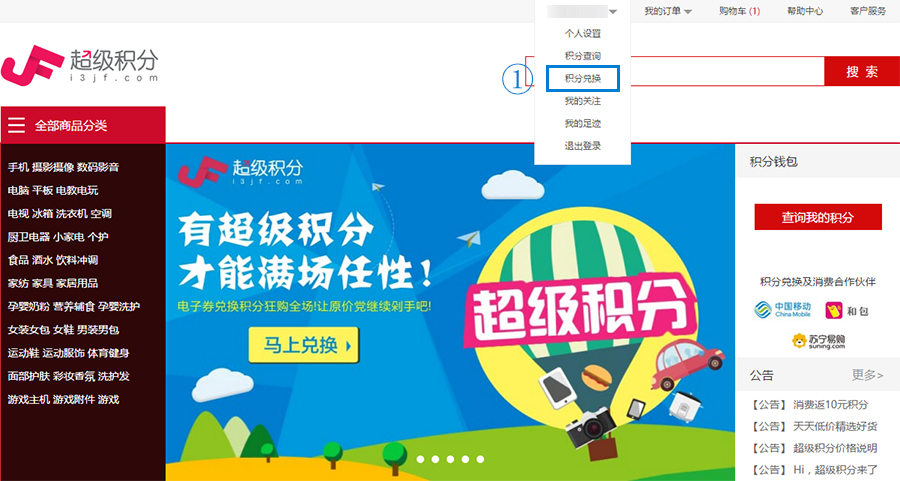 我的订单
购物车 (1)
帮助中心
客户服务
个人设置
积分查询
积分兑换
我的关注
我的足迹
退出登录
①
JF 超级积分
i3jf.com
搜 索
全部商品分类
手机 摄影摄像 数码影音
电脑 平板 电教电玩
电视 冰箱 洗衣机 空调
厨卫电器 小家电 个护
食品 酒水 饮料冲调
家纺 家具 家居用品
孕婴奶粉 营养辅食 孕婴洗护
女装女包 女鞋 男装男包
运动鞋 运动服饰 体育健身
面部护肤 彩妆香氛 洗护发
游戏主机 游戏附件 游戏
JF 超级积分
i3jf.com
有超级积分
才能满场任性！
电子券兑换积分狂购全场!让原价党继续剁手吧!
马上兑换
超级积分
积分钱包
查询我的积分
积分兑换及消费合作伙伴
中国移动
China Mobile
和包
苏宁易购
suning.com
公告
更多>
【公告】 消费返10元积分
【公告】 天天低价精选好货
【公告】 超级积分价格说明
【公告】 Hi，超级积分来了